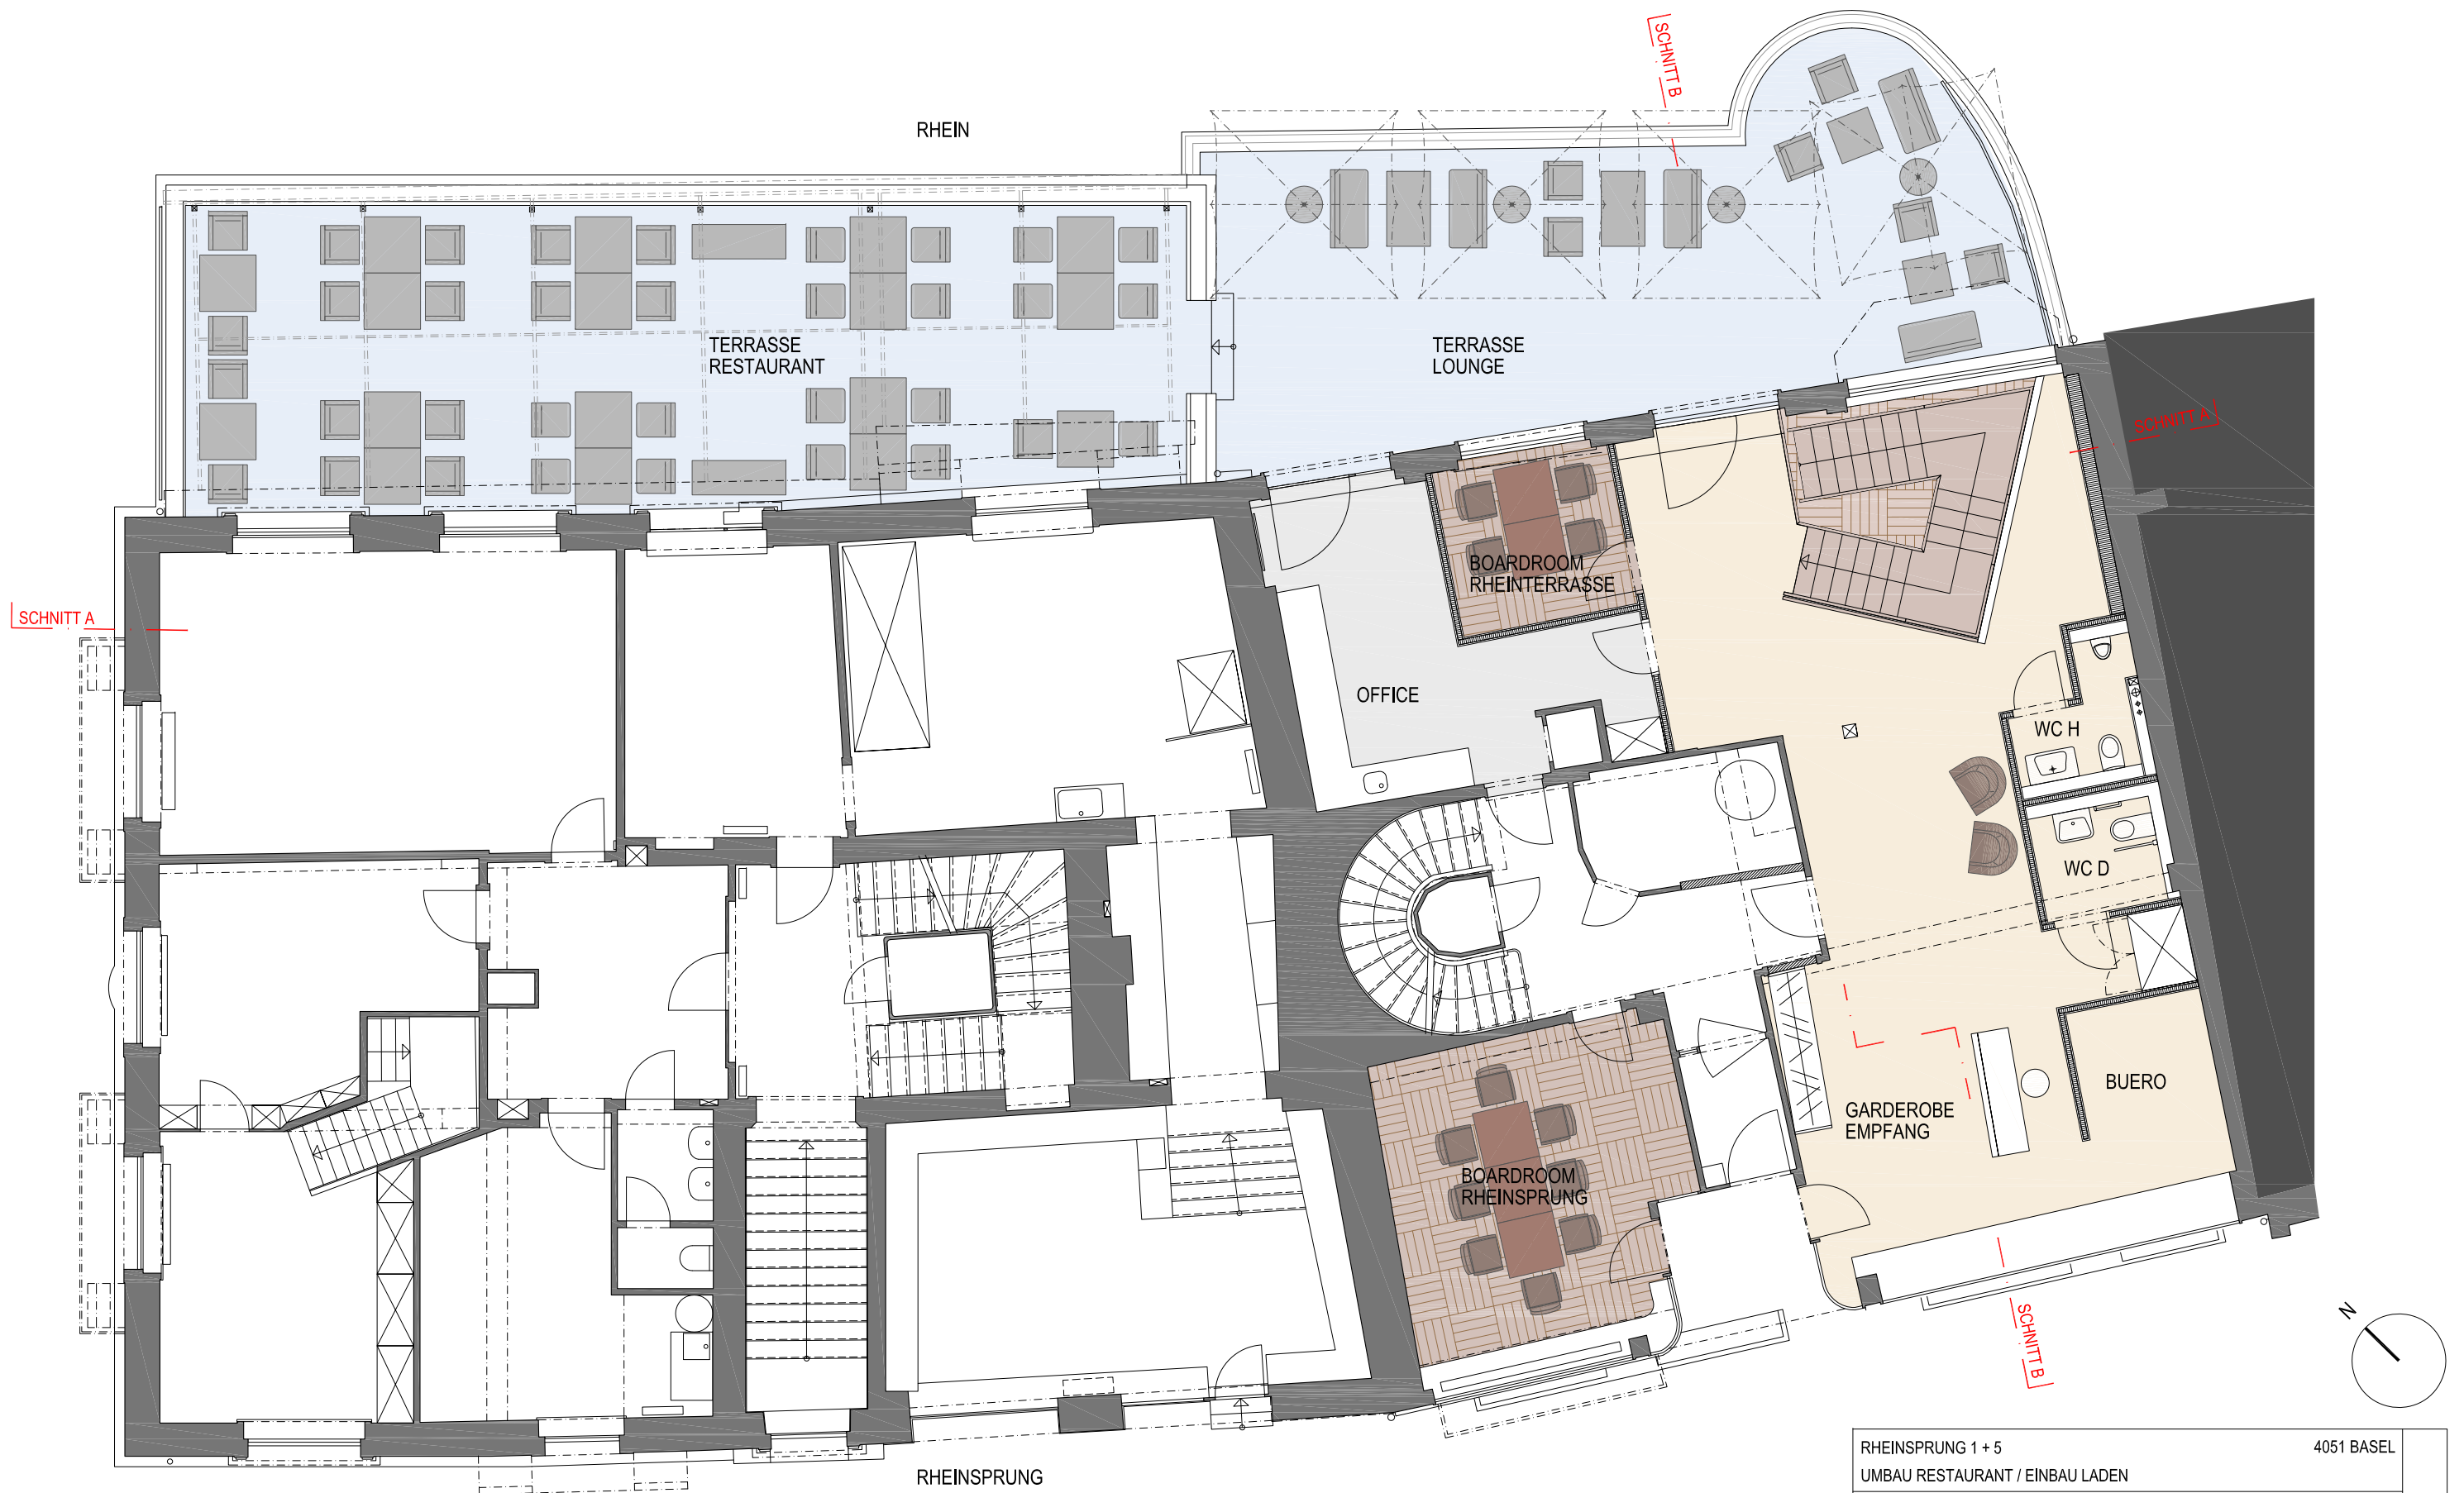 SCHNITT B
RHEIN
TERRASSE
RESTAURANT
TERRASSE
LOUNGE
SCHNITT A
BOARDROOM
RHEINTERRASSE
SCHNITT A
OFFICE
WC H
WC D
BUERO
GARDEROBE
EMPFANG
BOARDROOM
RHEINSPRUNG
SCHNITT B
N
RHEINSPRUNG
RHEINSPRUNG 1 + 5 4051 BASEL
UMBAU RESTAURANT / EINBAU LADEN